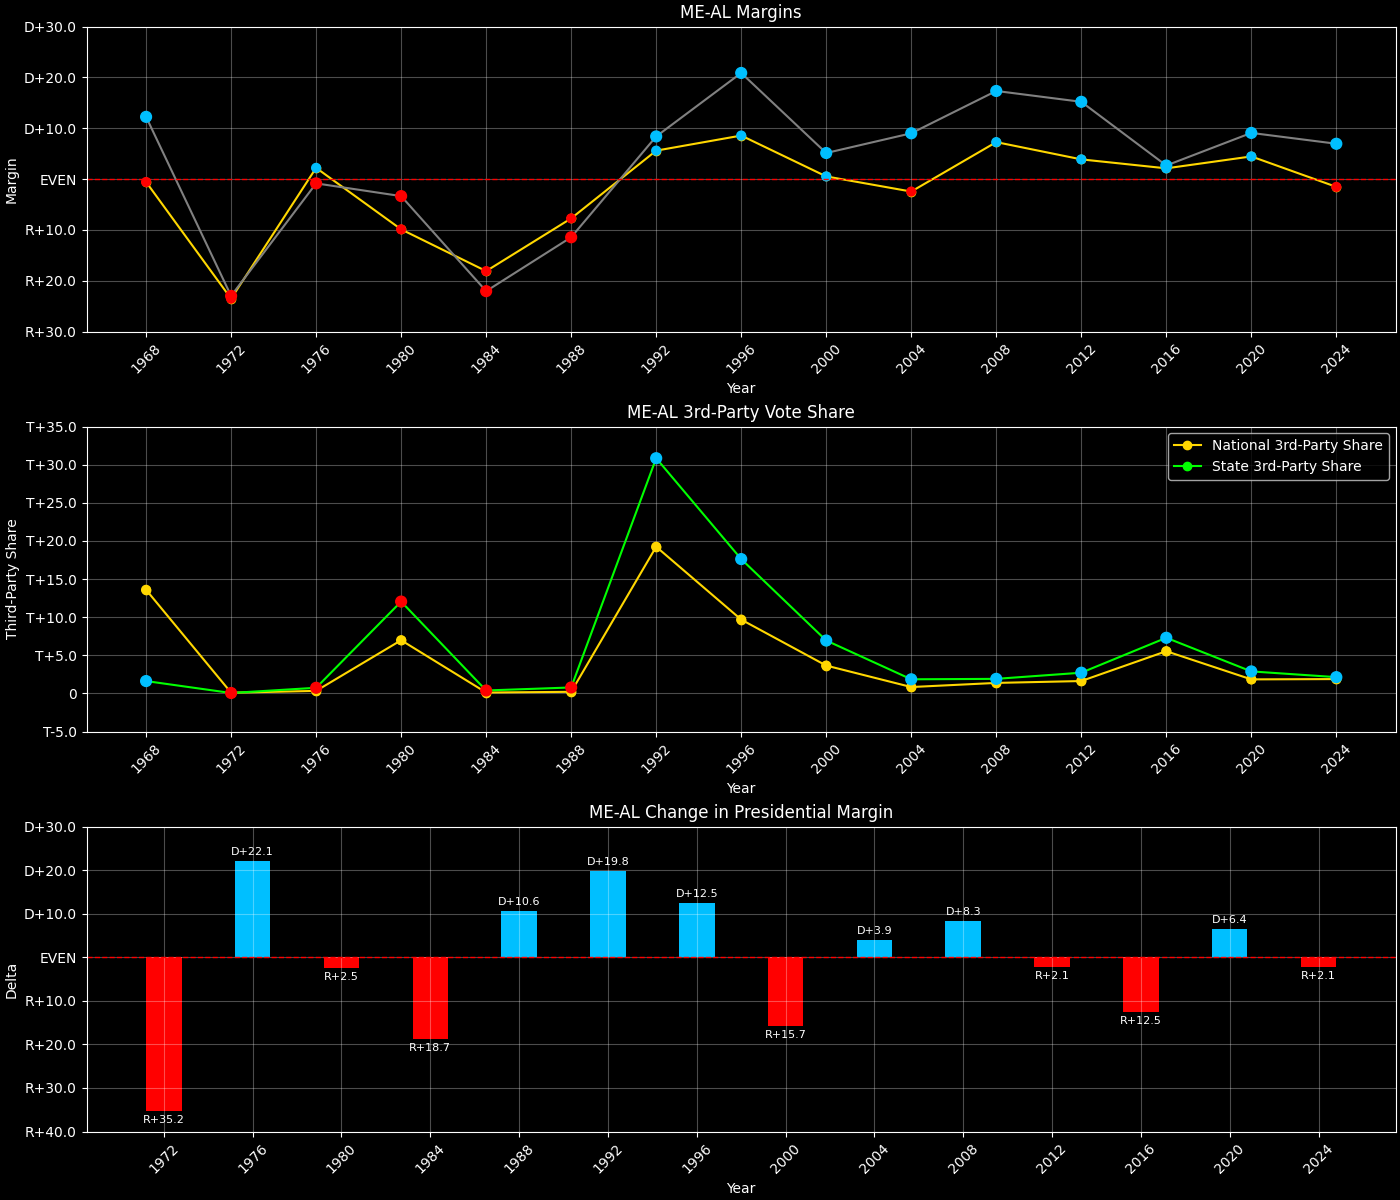 ME-AL Margins
D+30.0
D+20.0
D+10.0
EVEN
R+10.0
R+20.0
R+30.0
Margin
1968 1972 1976 1980 1984 1988 1992 1996 2000 2004 2008 2012 2016 2020 2024
Year
ME-AL 3rd-Party Vote Share
T+35.0
T+30.0
T+25.0
T+20.0
T+15.0
T+10.0
T+5.0
0
T-5.0
Third-Party Share
National 3rd-Party Share
State 3rd-Party Share
1968 1972 1976 1980 1984 1988 1992 1996 2000 2004 2008 2012 2016 2020 2024
Year
ME-AL Change in Presidential Margin
D+30.0
D+20.0
D+10.0
EVEN
R+10.0
R+20.0
R+30.0
R+40.0
Delta
R+35.2
D+22.1
R+2.5
R+18.7
D+10.6
D+19.8
D+12.5
R+15.7
D+3.9
D+8.3
R+2.1
R+12.5
D+6.4
R+2.1
1972 1976 1980 1984 1988 1992 1996 2000 2004 2008 2012 2016 2020 2024
Year